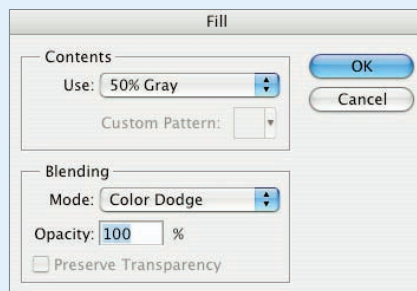 Fill
Contents
Use: 50% Gray
Custom Pattern:
OK
Cancel
Blending
Mode: Color Dodge
Opacity: 100 %
Preserve Transparency